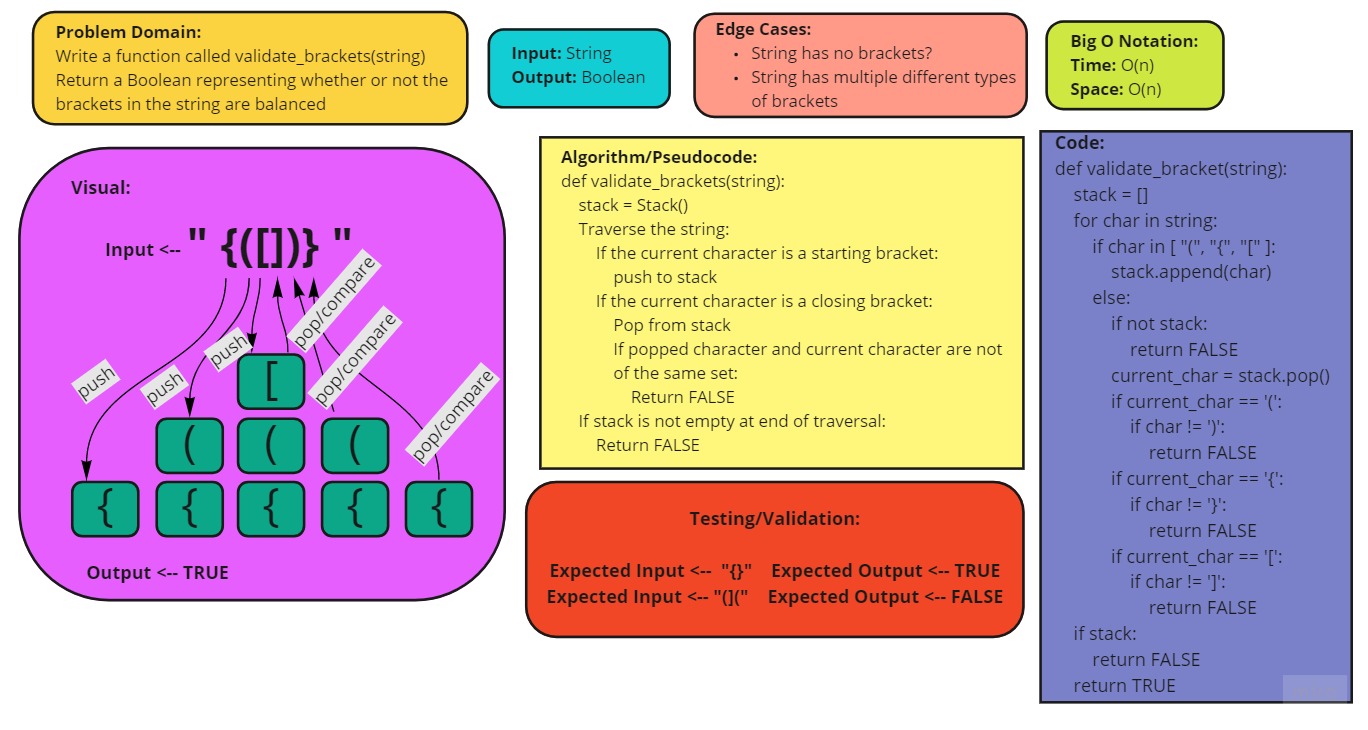 Problem Domain:
Write a function called validate_brackets(string)
Return a Boolean representing whether or not the
brackets in the string are balanced
Input: String
Output: Boolean
Edge Cases:
• String has no brackets?
• String has multiple different types
of brackets
Big O Notation:
Time: O(n)
Space: O(n)
Visual:
Input <-- " {([])} "
push
push
push
pop/compare
pop/compare
pop/compare
[
( ( (
{ { { { {
Output <-- TRUE
Algorithm/Pseudocode:
def validate_brackets(string):
stack = Stack()
Traverse the string:
If the current character is a starting bracket:
push to stack
If the current character is a closing bracket:
Pop from stack
If popped character and current character are not
of the same set:
Return FALSE
If stack is not empty at end of traversal:
Return FALSE
Testing/Validation:
Expected Input <-- "{}" Expected Output <-- TRUE
Expected Input <-- "(](" Expected Output <-- FALSE
Code:
def validate_bracket(string):
stack = []
for char in string:
if char in [ "(", "{", "[" ]:
stack.append(char)
else:
if not stack:
return FALSE
current_char = stack.pop()
if current_char == '(':
if char != ')':
return FALSE
if current_char == '{':
if char != '}':
return FALSE
if current_char == '[':
if char != ']':
return FALSE
if stack:
return FALSE
return TRUE